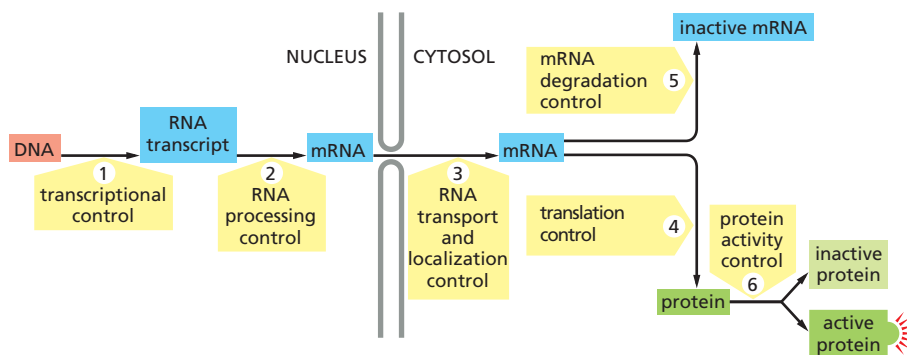 NUCLEUS
CYTOSOL
DNA
RNA
transcript
mRNA
mRNA
inactive mRNA
1
transcriptional
control
2
RNA
processing
control
3
RNA
transport
and
localization
control
mRNA
degradation
control
5
translation
control
4
protein
activity
control
6
protein
inactive
protein
active
protein